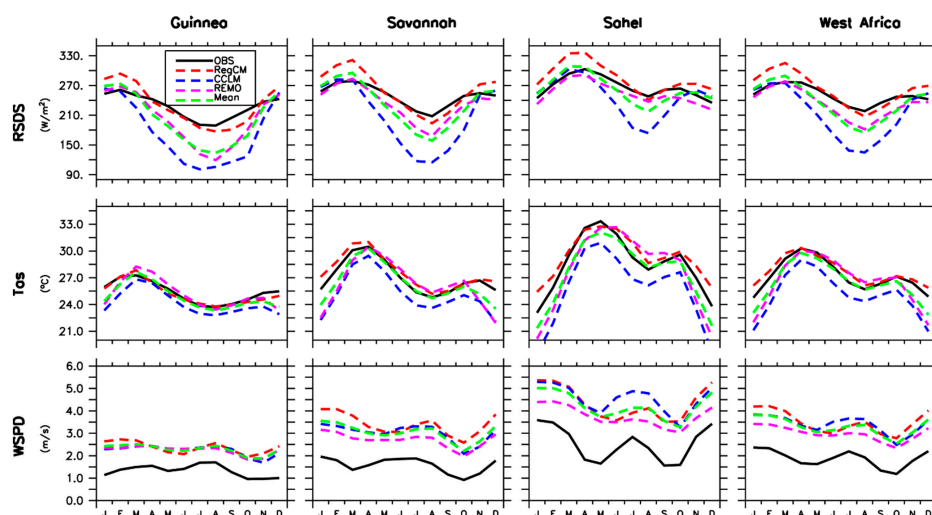 Guinnea Savannah Sahel West Africa
OBS
RegCM
CCLM
REMO
Mean
RSDS
(W/m²)
330.
270.
210.
150.
90.
Tas
(ºC)
33.0
30.0
27.0
24.0
21.0
WSPD
(m/s)
6.0
5.0
4.0
3.0
2.0
1.0
0.0
J F M A M J J A S O N D J F M A M J J A S O N D J F M A M J J A S O N D J F M A M J J A S O N D